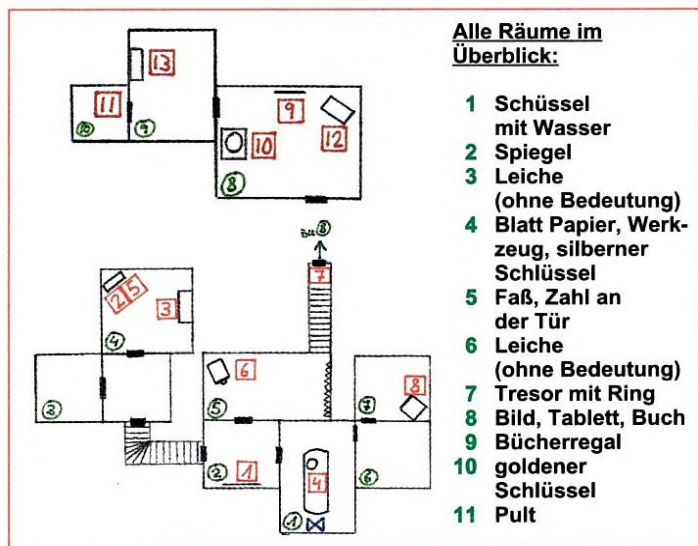 Alle Räume im
Überblick:
1 Schüssel
mit Wasser
2 Spiegel
3 Leiche
(ohne Bedeutung)
4 Blatt Papier, Werk-
zeug, silberner
Schlüssel
5 Faß, Zahl an
der Tür
6 Leiche
(ohne Bedeutung)
7 Tresor mit Ring
8 Bild, Tablett, Buch
9 Bücherregal
10 goldener
Schlüssel
11 Pult
13
11
9
12
10
10
9
8
zu 8
7
2 5
3
4
6
8
3
5
7
2
1
4
6
1